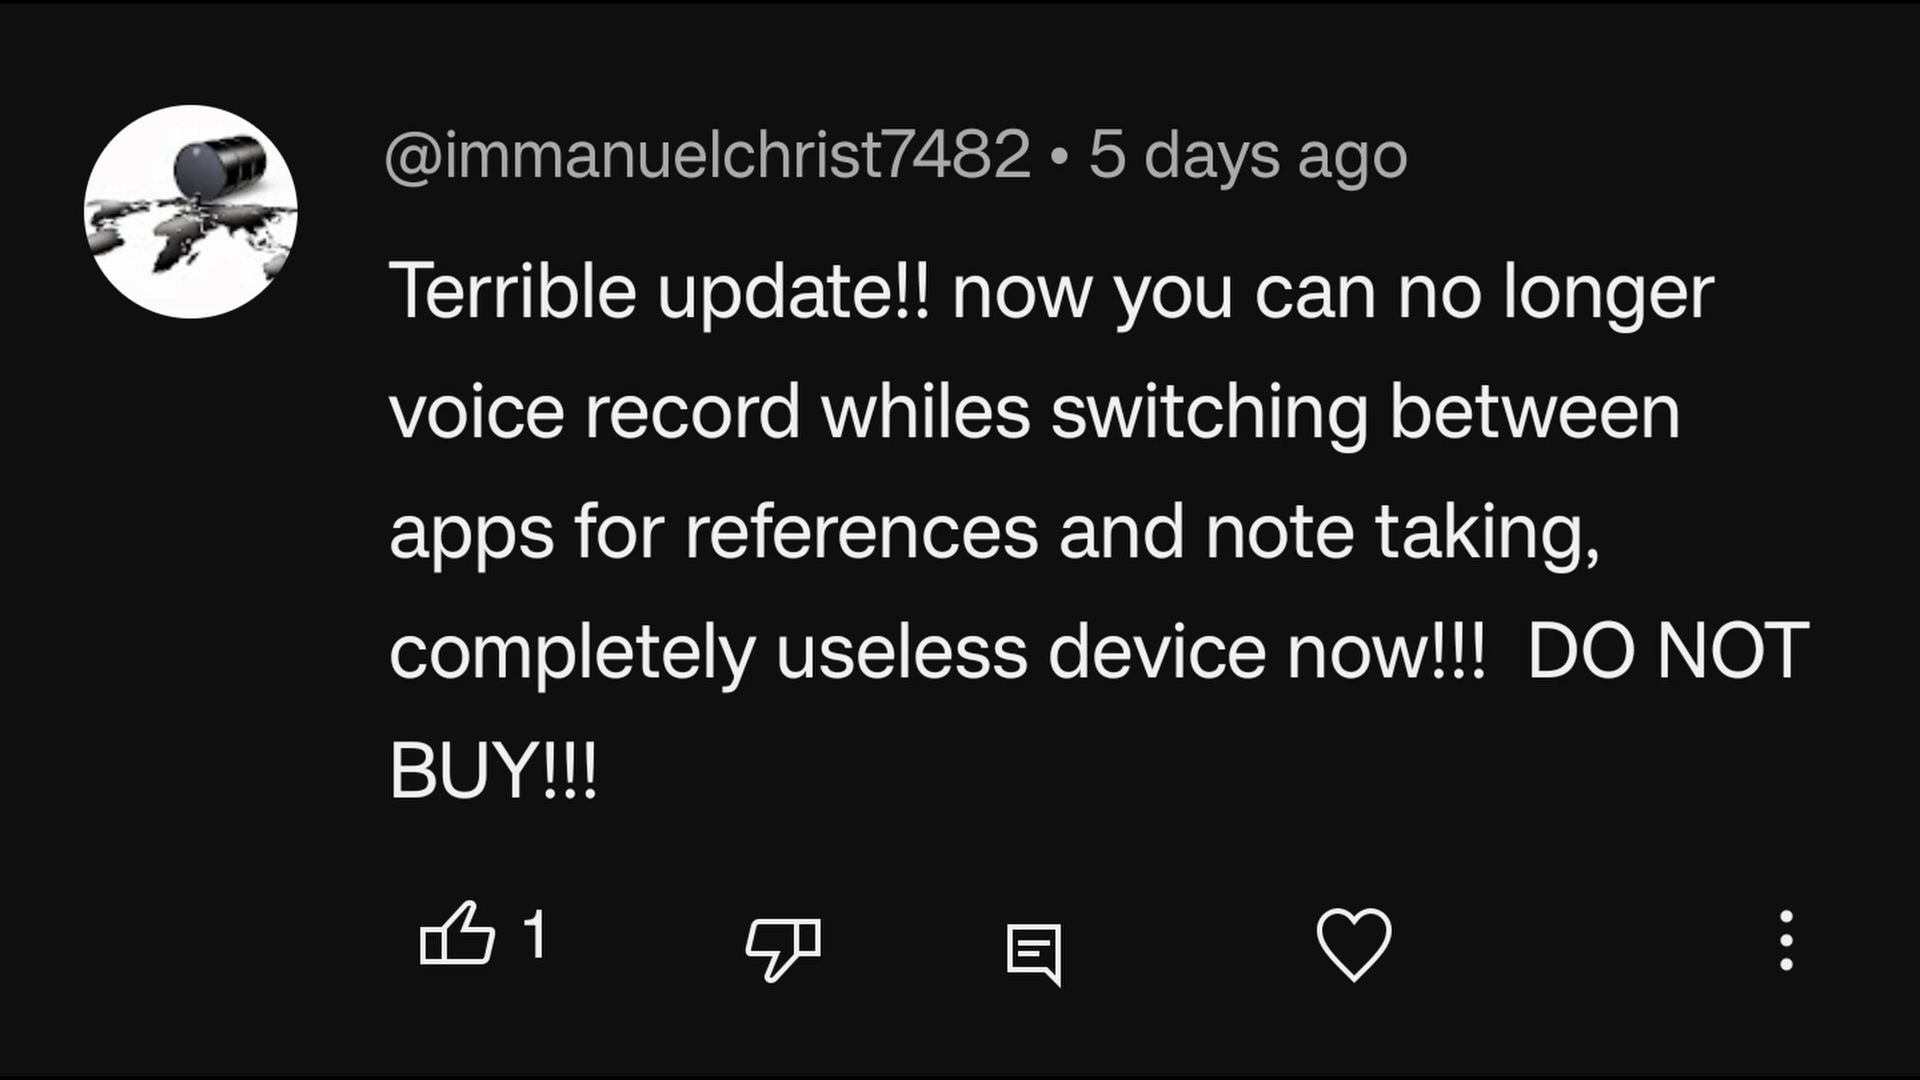 @immanuelchrist7482 • 5 days ago
Terrible update!! now you can no longer
voice record whiles switching between
apps for references and note taking,
completely useless device now!!!  DO NOT
BUY!!!
1